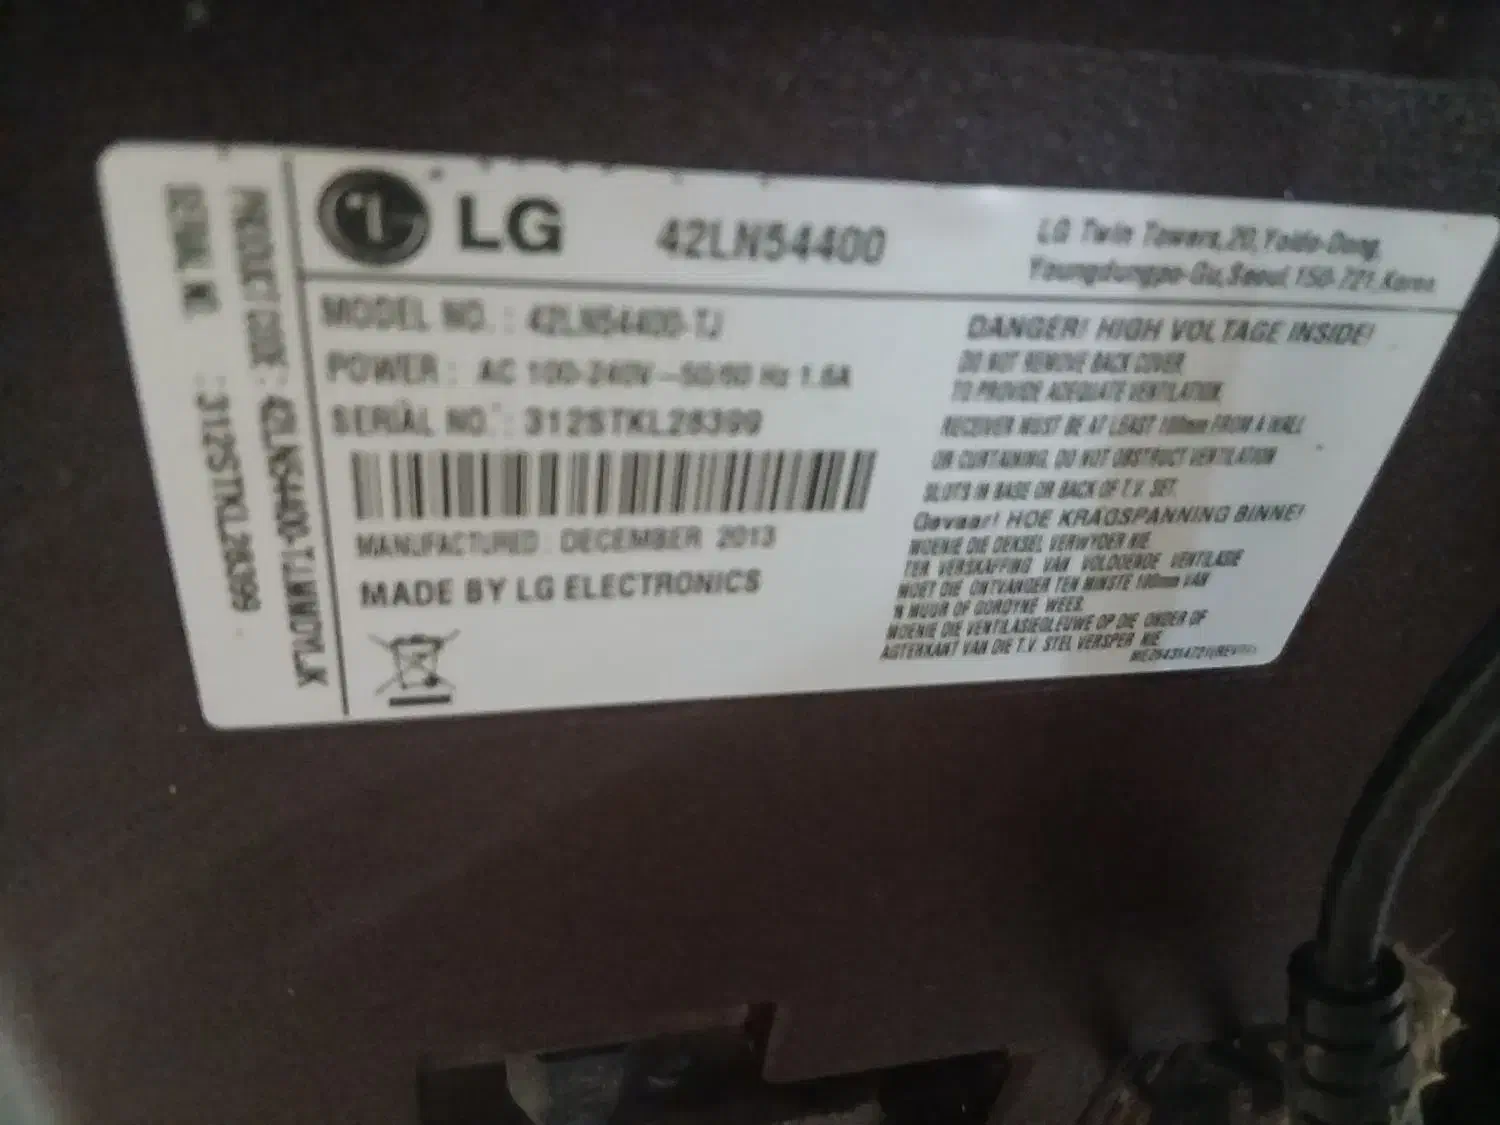 LG 42LN54400
LG Twin Towers,20,Yoido-Dong,
Youngdungpo-Gu,Seoul,150-721,Korea
MODEL NO. : 42LN54400-TJ
POWER : AC 100-240V~50/60 Hz 1.6A
SERIAL NO. : 312STKL28399
MANUFACTURED : DECEMBER 2013
MADE BY LG ELECTRONICS
DANGER! HIGH VOLTAGE INSIDE!
DO NOT REMOVE BACK COVER.
TO PROVIDE ADEQUATE VENTILATION,
RECEIVER MUST BE AT LEAST 100mm FROM A WALL
OR CURTAINING, DO NOT OBSTRUCT VENTILATION
SLOTS IN BASE OR BACK OF T.V. SET.
Gevaar! HOE KRAGSPANNING BINNE!
MOENIE DIE DEKSEL VERWYDER NIE.
TER VERSKAFFING VAN VOLDOENDE VENTILASIE
MOET DIE ONTVANGER TEN MINSTE 100mm VAN
'N MUUR OF GORDYNE WEES.
MOENIE DIE VENTILASIEGLEUWE OP DIE ONDER OF
AGTERKANT VAN DIE T.V. STEL VERSPER NIE.
PRODUCT CODE : 42LN54400-TJ
SERIAL NO. : 312STKL28399